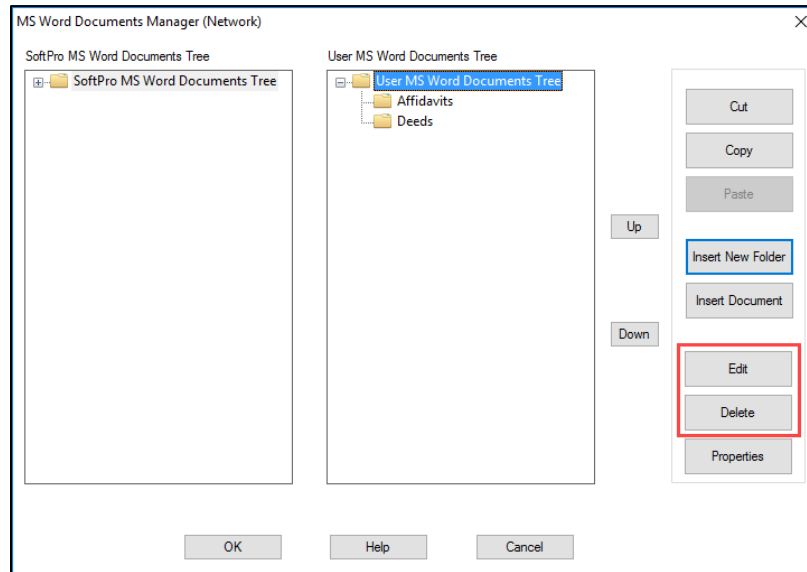 MS Word Documents Manager (Network)
SoftPro MS Word Documents Tree
User MS Word Documents Tree
SoftPro MS Word Documents Tree
User MS Word Documents Tree
Affidavits
Deeds
Up
Down
Cut
Copy
Paste
Insert New Folder
Insert Document
Edit
Delete
Properties
OK
Help
Cancel